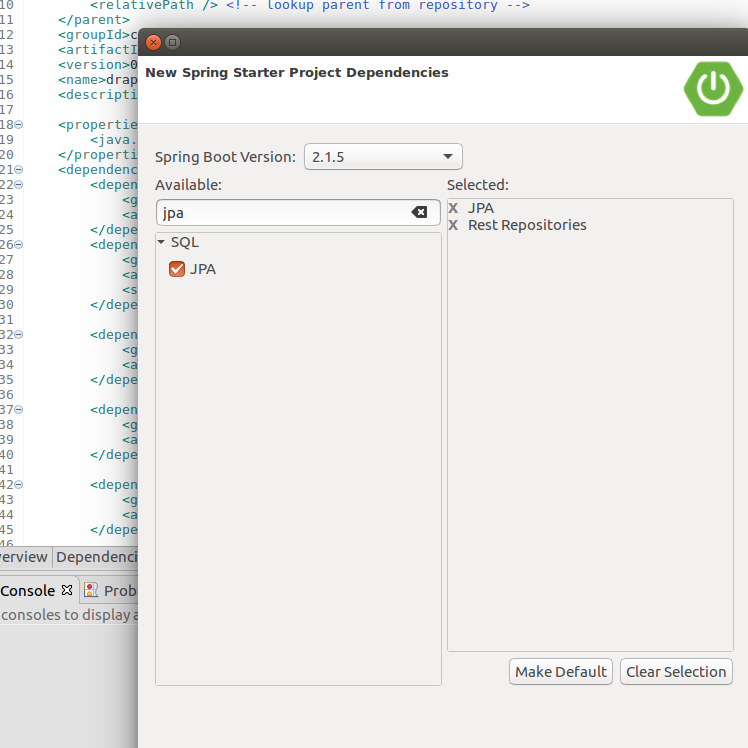 10 <relativePath /> <!-- lookup parent from repository -->
11 </parent>
12 <groupId>c
13 <artifactI
14 <version>0
15 <name>drap
16 <descripti
17
18 <propertie
19 <java.
20 </properti
21 <dependenc
22 <depen
23 <g
24 <a
25 </depe
26 <depen
27 <g
28 <a
29 <s
30 </depe
31
32 <depen
33 <g
34 <a
35 </depe
36
37 <depen
38 <g
39 <a
40 </depe
41
42 <depen
43 <g
44 <a
45 </depe
46
verview Dependenci
Console Prob
consoles to display a
New Spring Starter Project Dependencies
Spring Boot Version: 2.1.5
Available:
jpa
SQL
JPA
Selected:
X JPA
X Rest Repositories
Make Default Clear Selection